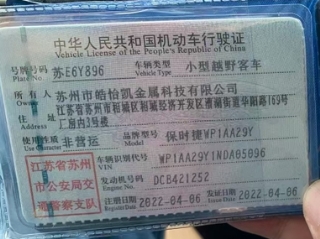 中华人民共和国机动车行驶证
Vehicle License of the People's Republic of China
号牌号码 苏E6Y896 车辆类型 小型越野客车
Plate No. Vehicle Type
所有人 苏州市皓怡凯金属科技有限公司
Owner
住址 江苏省苏州市相城区相城经济开发区漕湖街道华阳路169号
厂房内3号楼
使用性质 非营运 品牌型号 保时捷WP1AA29Y
Use Character Model
江苏省苏州
市公安局交
通警察支队
车辆识别代号 WP1AA29Y1NDA05096
VIN
发动机号码 DCB421252
Engine No.
注册日期 2022-04-06 发证日期 2022-04-06
Register Date Issue Date